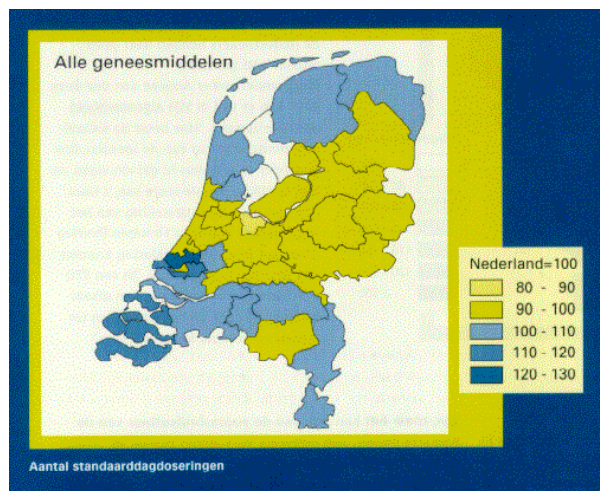 Alle geneesmiddelen
Nederland=100
80 - 90
90 - 100
100 - 110
110 - 120
120 - 130
Aantal standaarddagdoseringen